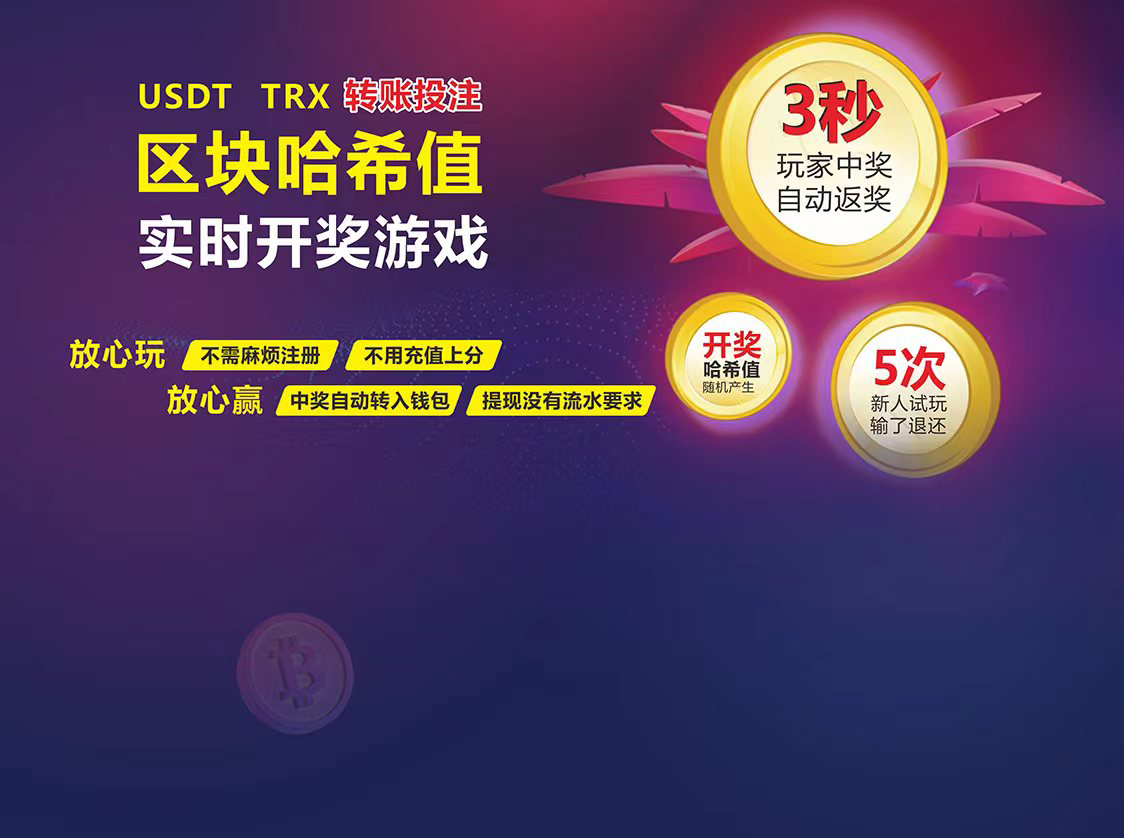 USDT TRX 转账投注
区块哈希值
实时开奖游戏
放心玩 不需麻烦注册 不用充值上分
放心赢 中奖自动转入钱包 提现没有流水要求
3秒
玩家中奖
自动返奖
开奖
哈希值
随机产生
5次
新人试玩
输了退还